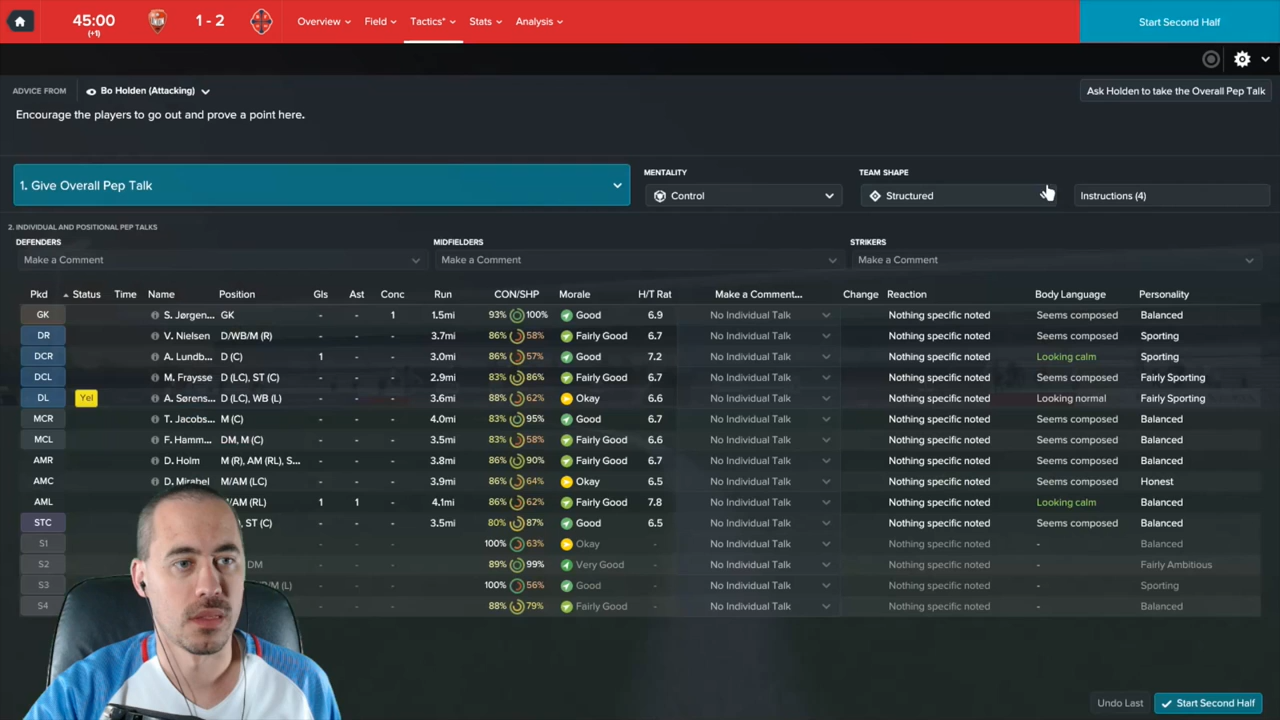 45:00 1 - 2 Overview Field Tactics* Stats Analysis Start Second Half
(+1)
ADVICE FROM Bo Holden (Attacking) Ask Holden to take the Overall Pep Talk
Encourage the players to go out and prove a point here.
MENTALITY TEAM SHAPE
1. Give Overall Pep Talk Control Structured Instructions (4)
2. INDIVIDUAL AND POSITIONAL PEP TALKS
DEFENDERS MIDFIELDERS STRIKERS
Make a Comment Make a Comment Make a Comment
Pkd Status Time Name Position Gls Ast Conc Run CON/SHP Morale H/T Rat Make a Comment... Change Reaction Body Language Personality
GK S. Jørgen... GK - - 1 1.5mi 93% 100% Good 6.9 No Individual Talk Nothing specific noted Seems composed Balanced
DR V. Nielsen D/WB/M (R) - - - 3.7mi 86% 58% Fairly Good 6.7 No Individual Talk Nothing specific noted Seems composed Sporting
DCR A. Lundb... D (C) 1 - - 3.0mi 86% 57% Good 7.2 No Individual Talk Nothing specific noted Looking calm Sporting
DCL M. Fraysse D (LC), ST (C) - - - 2.9mi 83% 86% Fairly Good 6.7 No Individual Talk Nothing specific noted Seems composed Fairly Sporting
DL Yel A. Sørens... D (LC), WB (L) - - - 3.6mi 88% 62% Okay 6.6 No Individual Talk Nothing specific noted Looking normal Fairly Sporting
MCR T. Jacobs... M (C) - - - 4.0mi 83% 95% Good 6.7 No Individual Talk Nothing specific noted Seems composed Balanced
MCL F. Hamm... DM, M (C) - - - 3.5mi 83% 58% Fairly Good 6.6 No Individual Talk Nothing specific noted Seems composed Balanced
AMR D. Holm M (R), AM (RL), S... - - - 3.8mi 86% 90% Fairly Good 6.7 No Individual Talk Nothing specific noted Seems composed Balanced
AMC D. Mirabel M/AM (LC) - - - 3.9mi 86% 64% Okay 6.5 No Individual Talk Nothing specific noted Seems composed Honest
AML M/AM (RL) 1 1 - 4.1mi 86% 62% Fairly Good 7.8 No Individual Talk Nothing specific noted Looking calm Balanced
STC ST (C) - - - 3.5mi 80% 87% Good 6.5 No Individual Talk Nothing specific noted Seems composed Balanced
S1 100% 63% Okay - No Individual Talk Nothing specific noted - Balanced
S2 DM 89% 99% Very Good - No Individual Talk Nothing specific noted - Fairly Ambitious
S3 /M (L) 100% 56% Good - No Individual Talk Nothing specific noted - Sporting
S4 88% 79% Fairly Good - No Individual Talk Nothing specific noted - Balanced
Undo Last Start Second Half